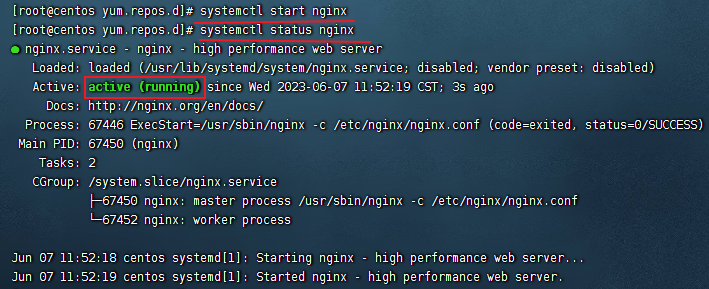 [root@centos yum.repos.d]# systemctl start nginx
[root@centos yum.repos.d]# systemctl status nginx
● nginx.service - nginx - high performance web server
Loaded: loaded (/usr/lib/systemd/system/nginx.service; disabled; vendor preset: disabled)
Active: active (running) since Wed 2023-06-07 11:52:19 CST; 3s ago
Docs: http://nginx.org/en/docs/
Process: 67446 ExecStart=/usr/sbin/nginx -c /etc/nginx/nginx.conf (code=exited, status=0/SUCCESS)
Main PID: 67450 (nginx)
Tasks: 2
CGroup: /system.slice/nginx.service
├─67450 nginx: master process /usr/sbin/nginx -c /etc/nginx/nginx.conf
└─67452 nginx: worker process
Jun 07 11:52:18 centos systemd[1]: Starting nginx - high performance web server...
Jun 07 11:52:19 centos systemd[1]: Started nginx - high performance web server.